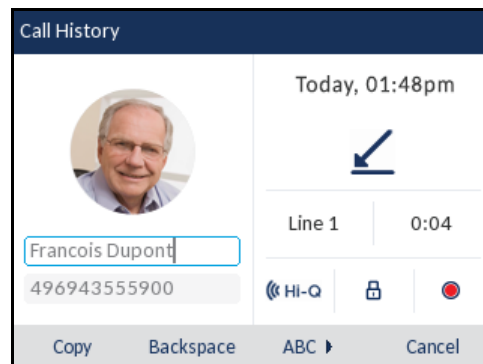 Call History
Today, 01:48pm
Line 1
0:04
Francois Dupont
496943555900
Hi-Q
Copy
Backspace
ABC
Cancel